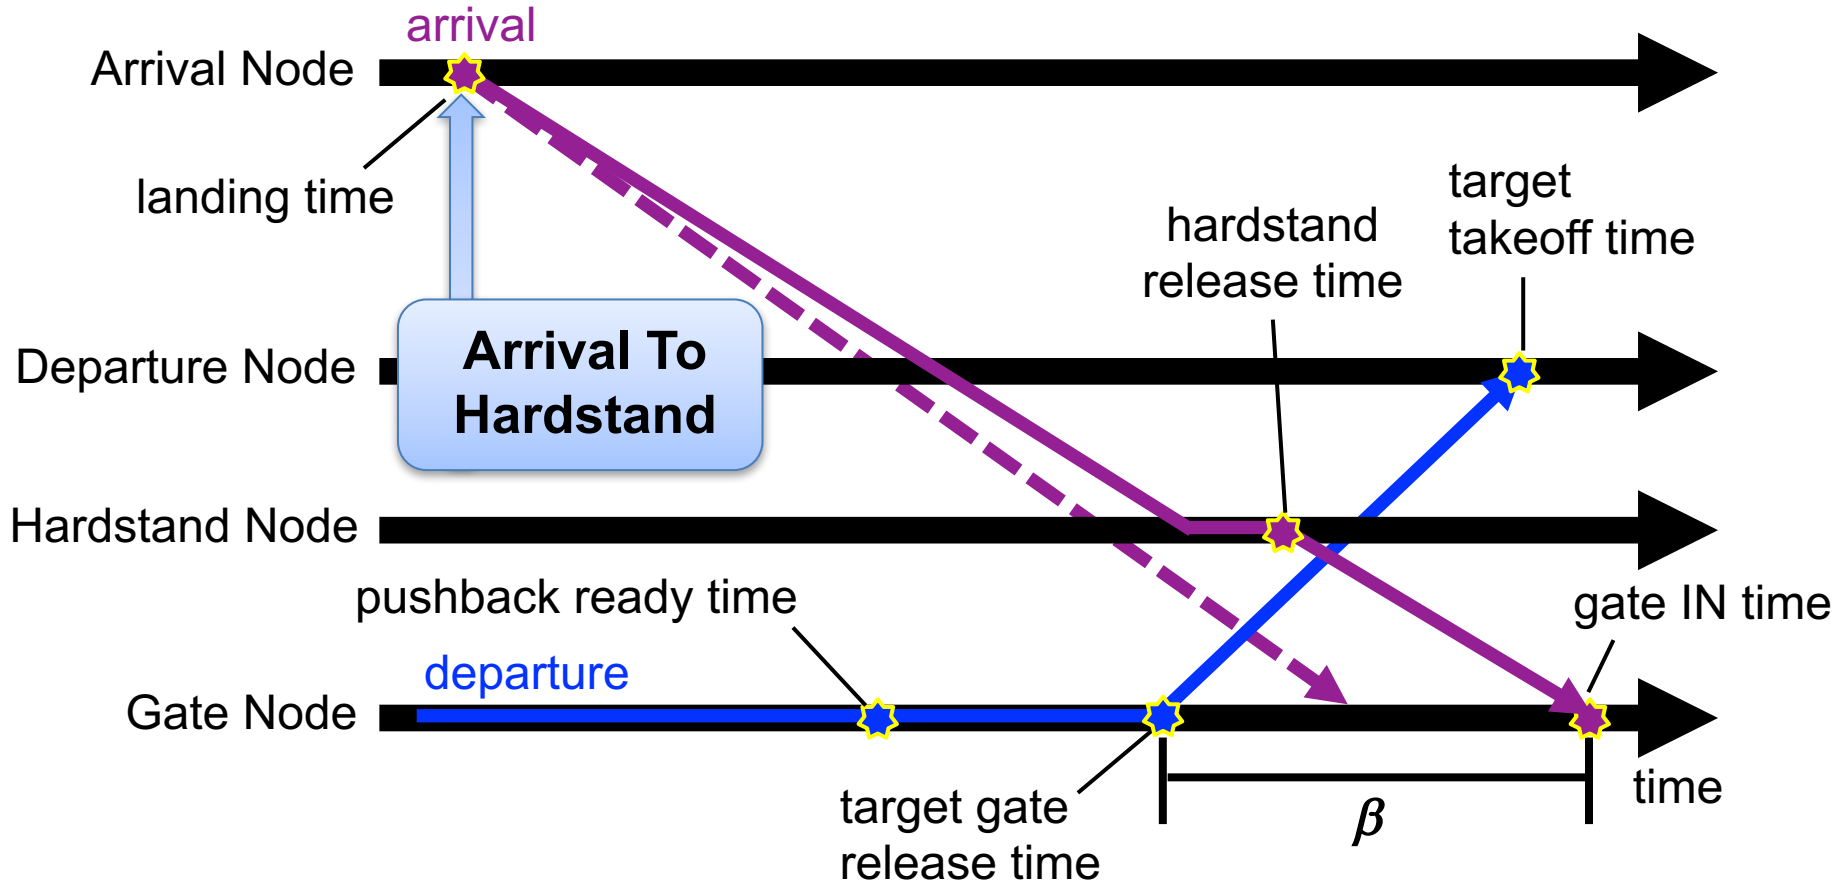 arrival
Arrival Node
landing time
target
takeoff time
hardstand
release time
Arrival To
Hardstand
Departure Node
Hardstand Node
pushback ready time
gate IN time
departure
Gate Node
time
target gate
release time
β